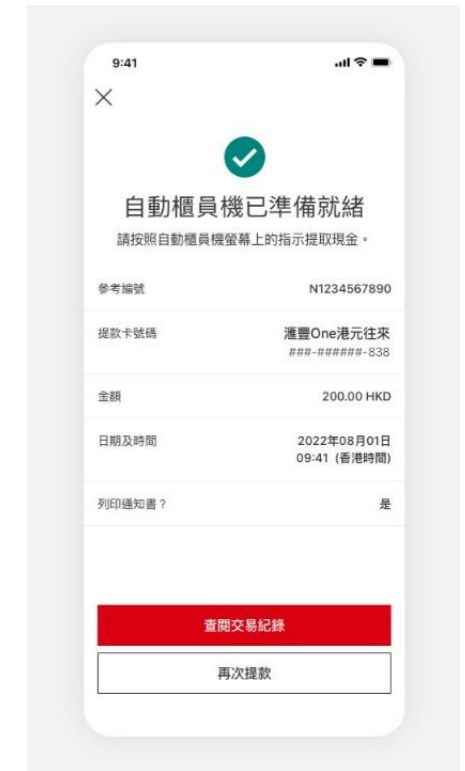 9:41
自動櫃員機已準備就緒
請按照自動櫃員機螢幕上的指示提取現金。
參考編號 N1234567890
提款卡號碼 滙豐One港元往來
###-######-838
金額 200.00 HKD
日期及時間 2022年08月01日
09:41 (香港時間)
列印通知書？ 是
查閱交易紀錄
再次提款